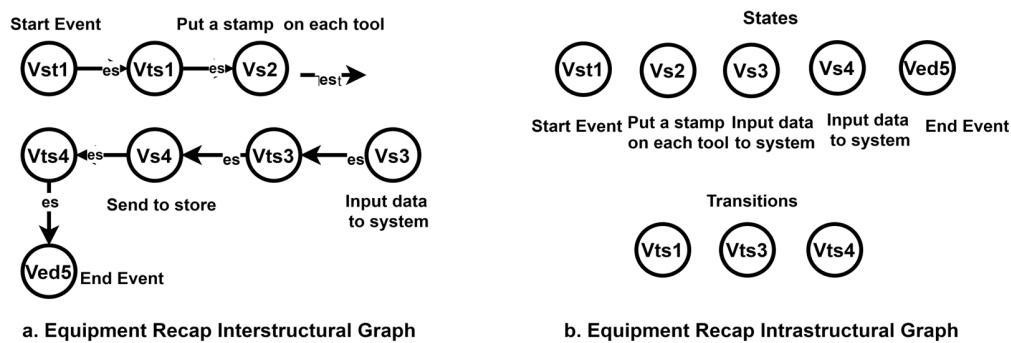 Start Event
Put a stamp on each tool
Vst1
es
Vts1
es
Vs2
est
Vts4
es
Vs4
es
Vts3
es
Vs3
es
Send to store
Input data
to system
Ved5
End Event
a. Equipment Recap Interstructural Graph
States
Vst1
Vs2
Vs3
Vs4
Ved5
Start Event
Put a stamp
on each tool
Input data
to system
Input data
to system
End Event
Transitions
Vts1
Vts3
Vts4
b. Equipment Recap Intrastructural Graph